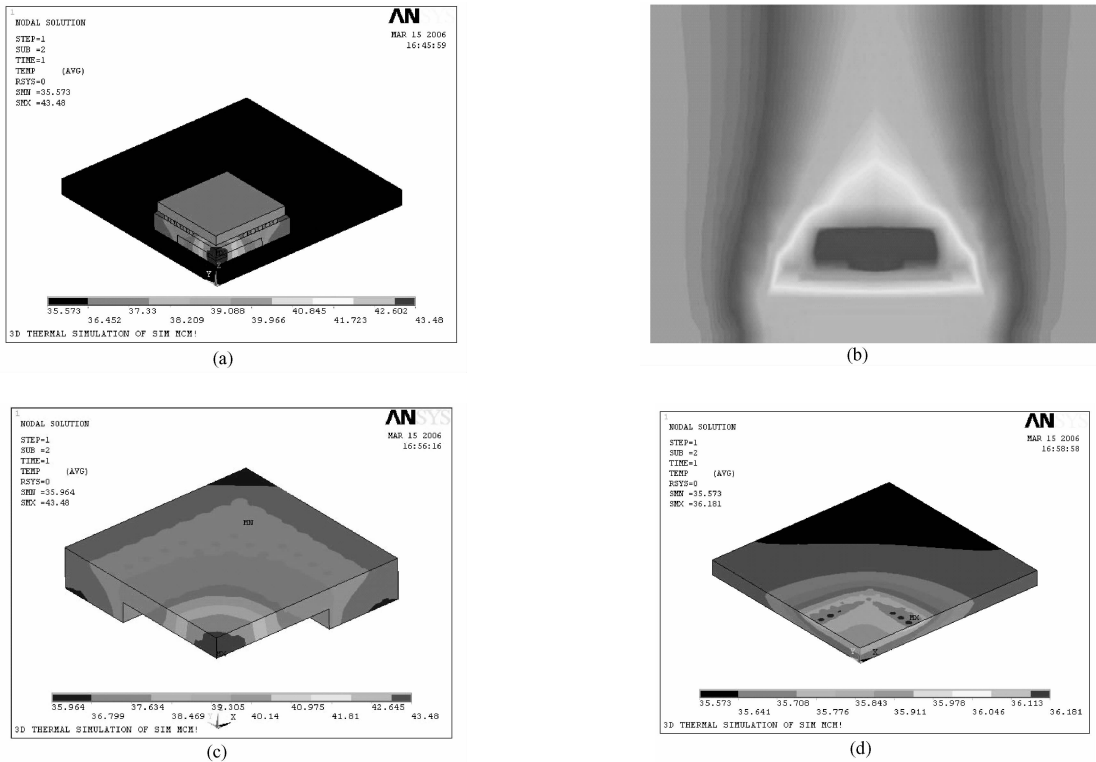 1
NODAL SOLUTION
STEP=1
SUB =2
TIME=1
TEMP (AVG)
RSYS=0
SMN =35.573
SMX =43.48
ANSYS
MAR 15 2006
16:45:59
Y
35.573 37.33 39.088 40.845 42.602
36.452 38.209 39.966 41.723 43.48
3D THERMAL SIMULATION OF SIM MCM!
(a)
(b)
1
NODAL SOLUTION
STEP=1
SUB =2
TIME=1
TEMP (AVG)
RSYS=0
SMN =35.964
SMX =43.48
ANSYS
MAR 15 2006
16:56:16
MN
35.964 37.634 39.305 40.975 42.645
36.799 38.469 40.14 41.81 43.48
X
3D THERMAL SIMULATION OF SIM MCM!
(c)
1
NODAL SOLUTION
STEP=1
SUB =2
TIME=1
TEMP (AVG)
RSYS=0
SMN =35.573
SMX =36.181
ANSYS
MAR 15 2006
16:58:58
MX
X
35.573 35.708 35.843 35.978 36.113
35.641 35.776 35.911 36.046 36.181
3D THERMAL SIMULATION OF SIM MCM!
(d)